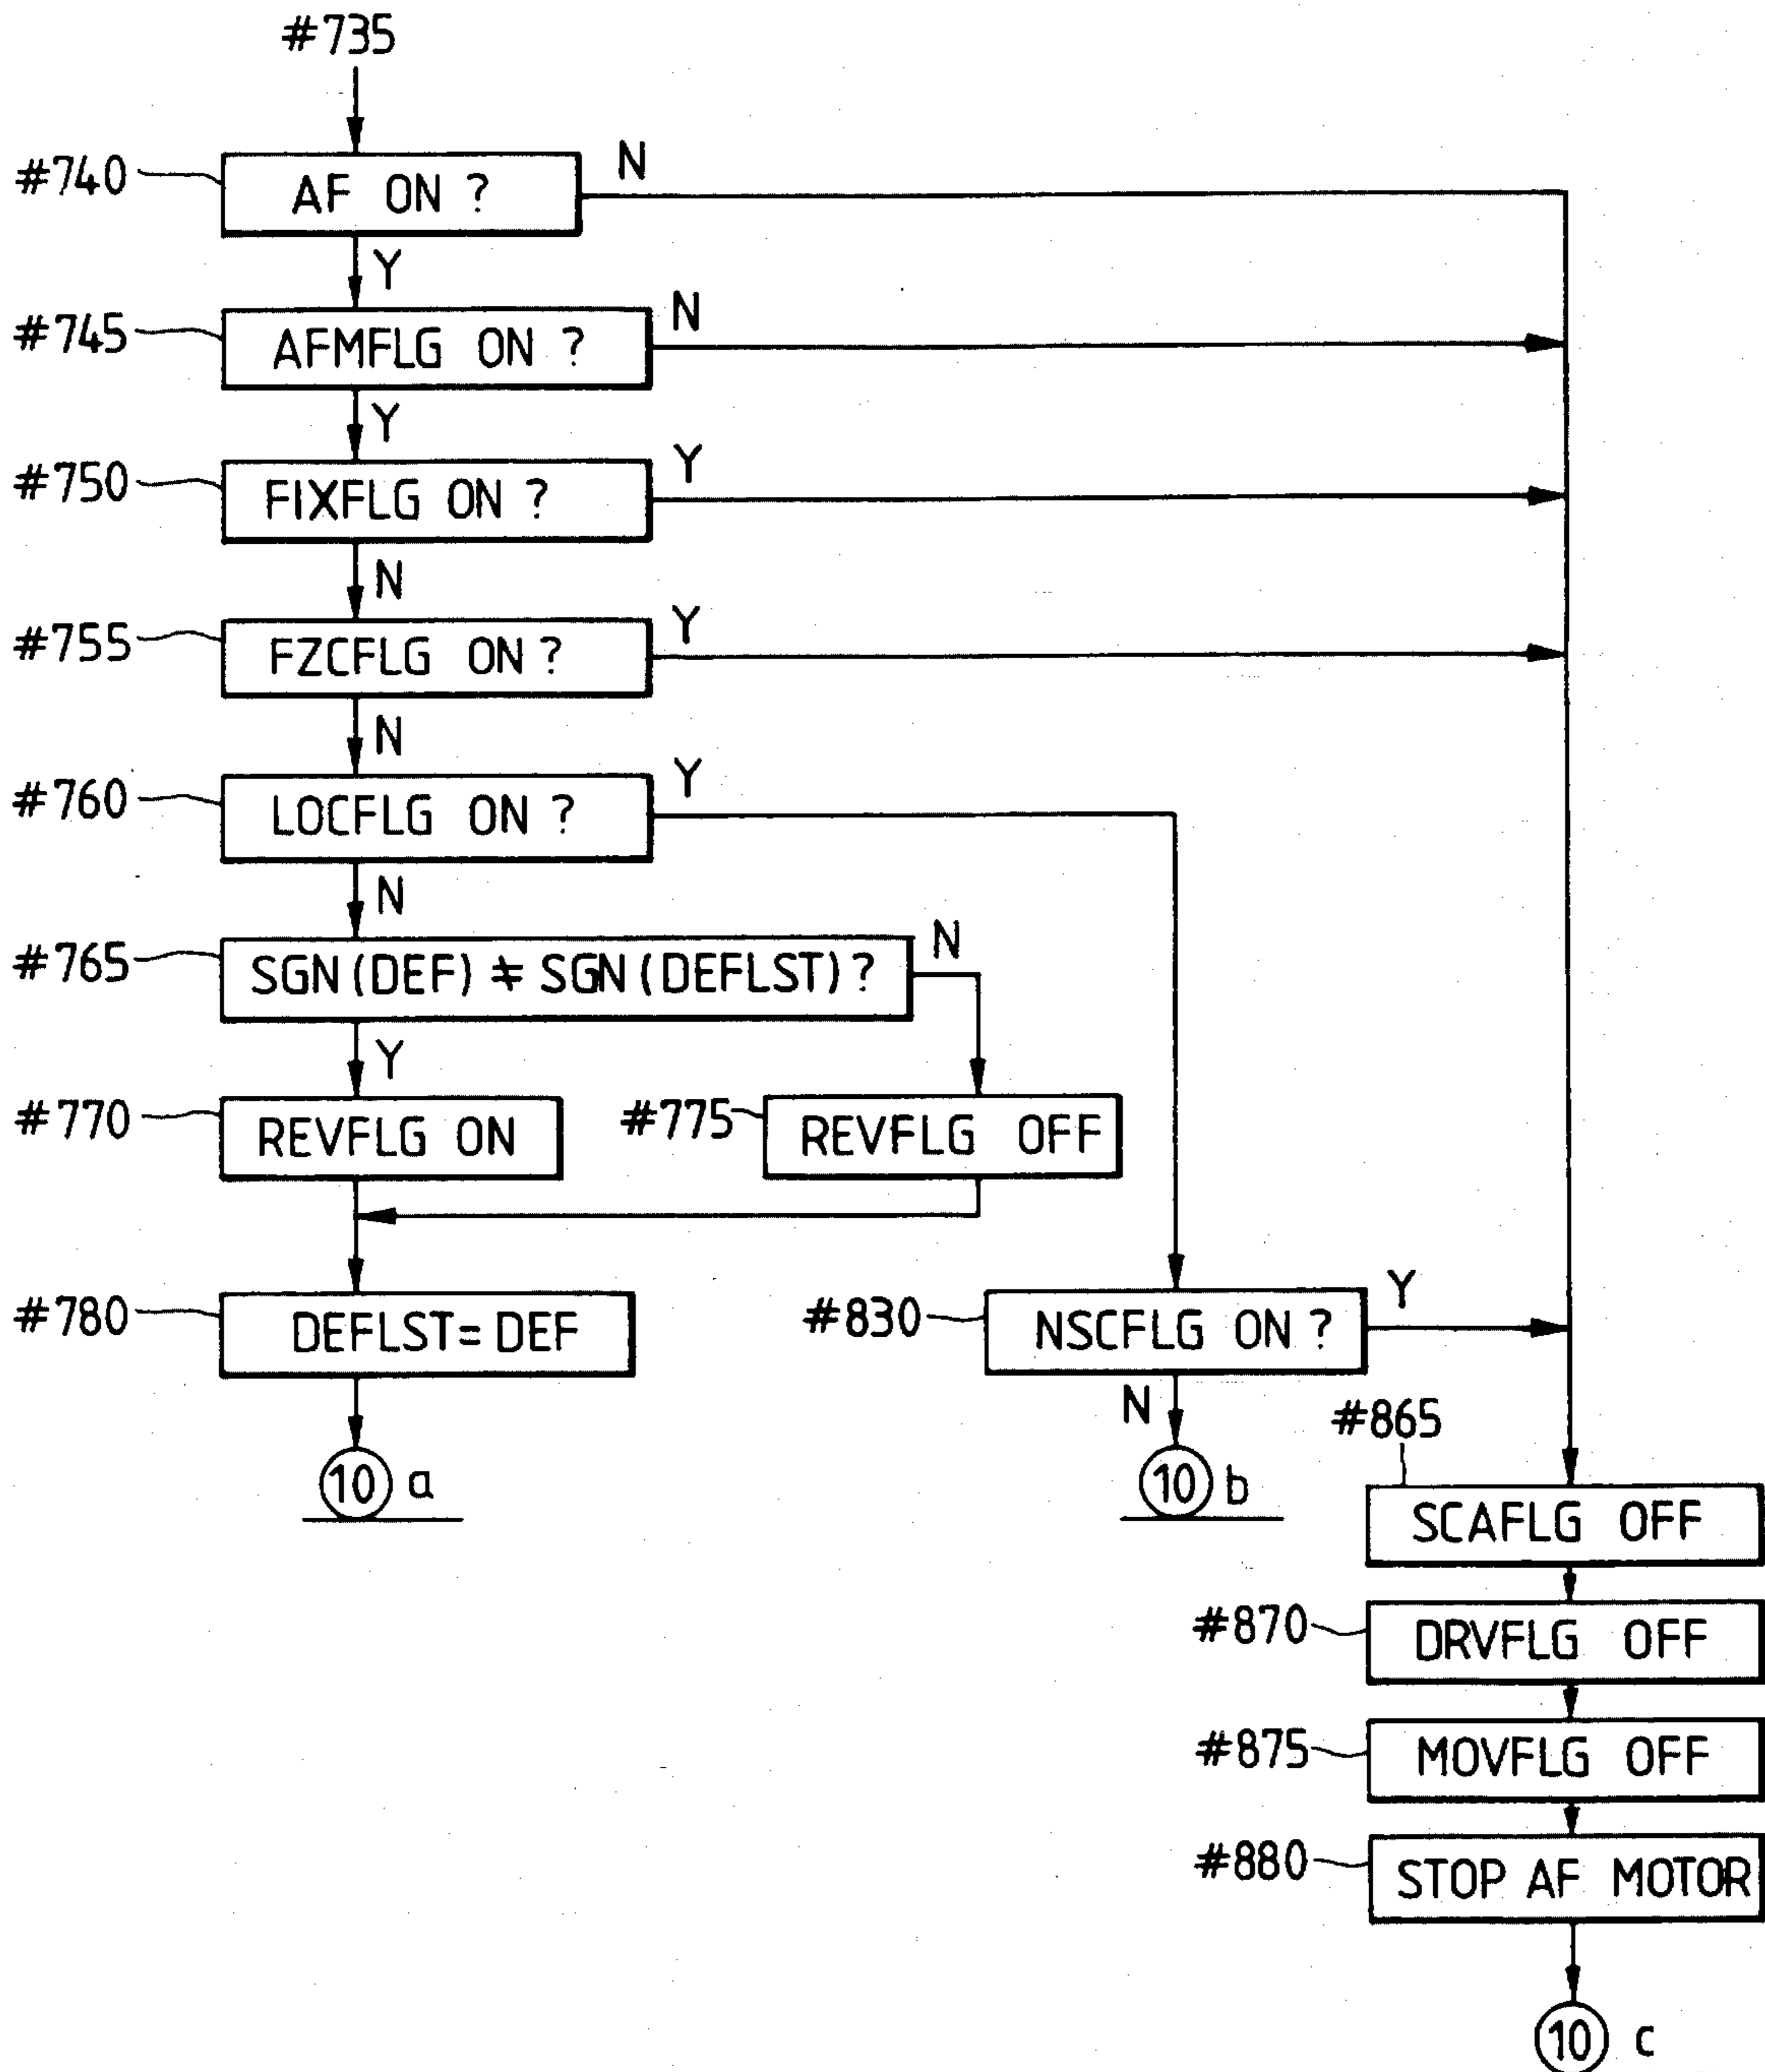 #735
#740 AF ON ? N
Y
#745 AFMFLG ON ? N
Y
#750 FIXFLG ON ? Y
N
#755 FZCFLG ON ? Y
N
#760 LOCFLG ON ? Y
N
#765 SGN (DEF) ≠ SGN (DEFLST) ? N
Y
#770 REVFLG ON #775 REVFLG OFF
#780 DEFLST = DEF #830 NSCFLG ON ? Y
N
10 a 10 b
#865
SCAFLG OFF
#870 DRVFLG OFF
#875 MOVFLG OFF
#880 STOP AF MOTOR
10 c